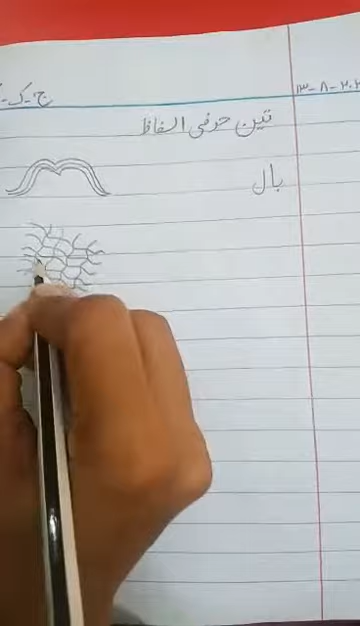 ج-ک-
تین حرفی الفاظ
بال